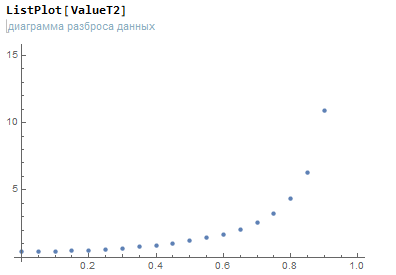 ListPlot[ValueT2]
диаграмма разброса данных
15
10
5
0.2 0.4 0.6 0.8 1.0